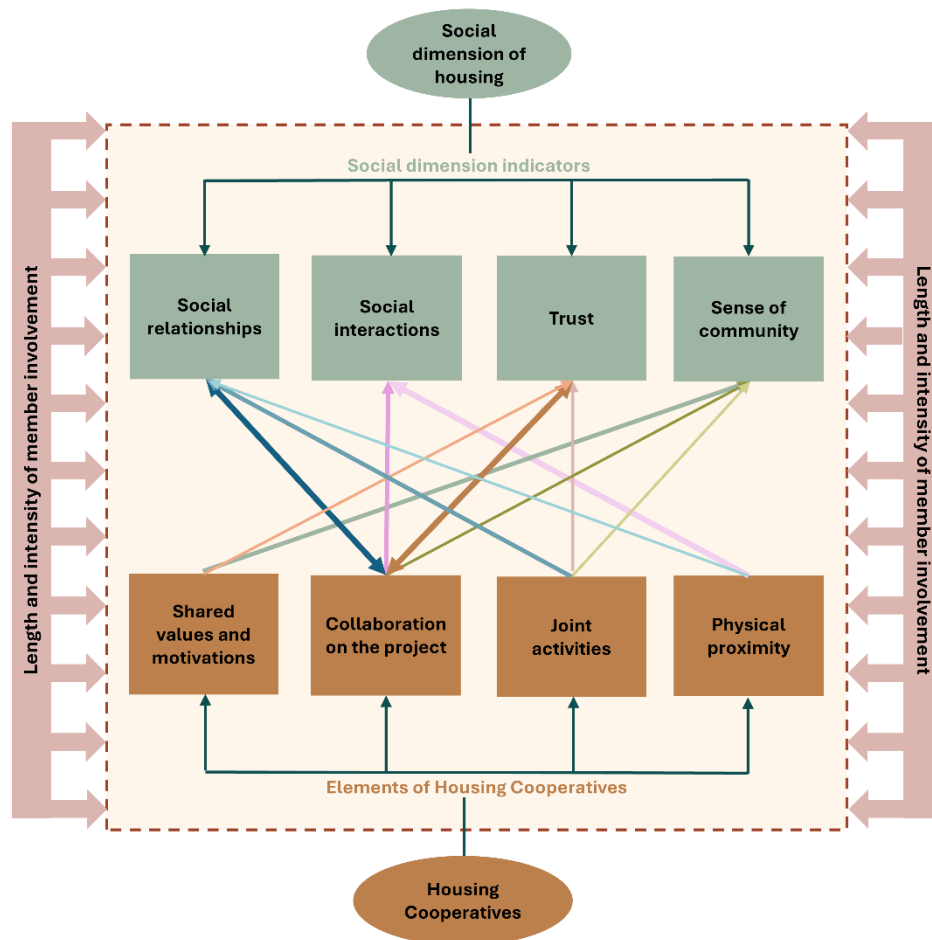 Social
dimension of
housing
Social dimension indicators
Length and intensity of member involvement
Social
relationships
Social
interactions
Trust
Sense of
community
Length and intensity of member involvement
Shared
values and
motivations
Collaboration
on the project
Joint
activities
Physical
proximity
Elements of Housing Cooperatives
Housing
Cooperatives